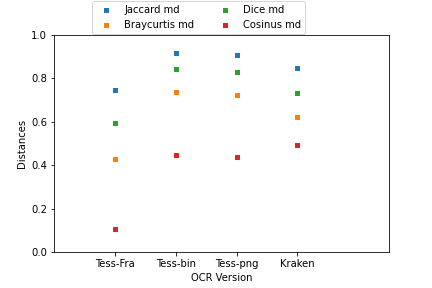 Jaccard md Dice md
Braycurtis md Cosinus md
1.0
0.8
0.6
0.4
0.2
0.0
Distances
Tess-Fra Tess-bin Tess-png Kraken
OCR Version